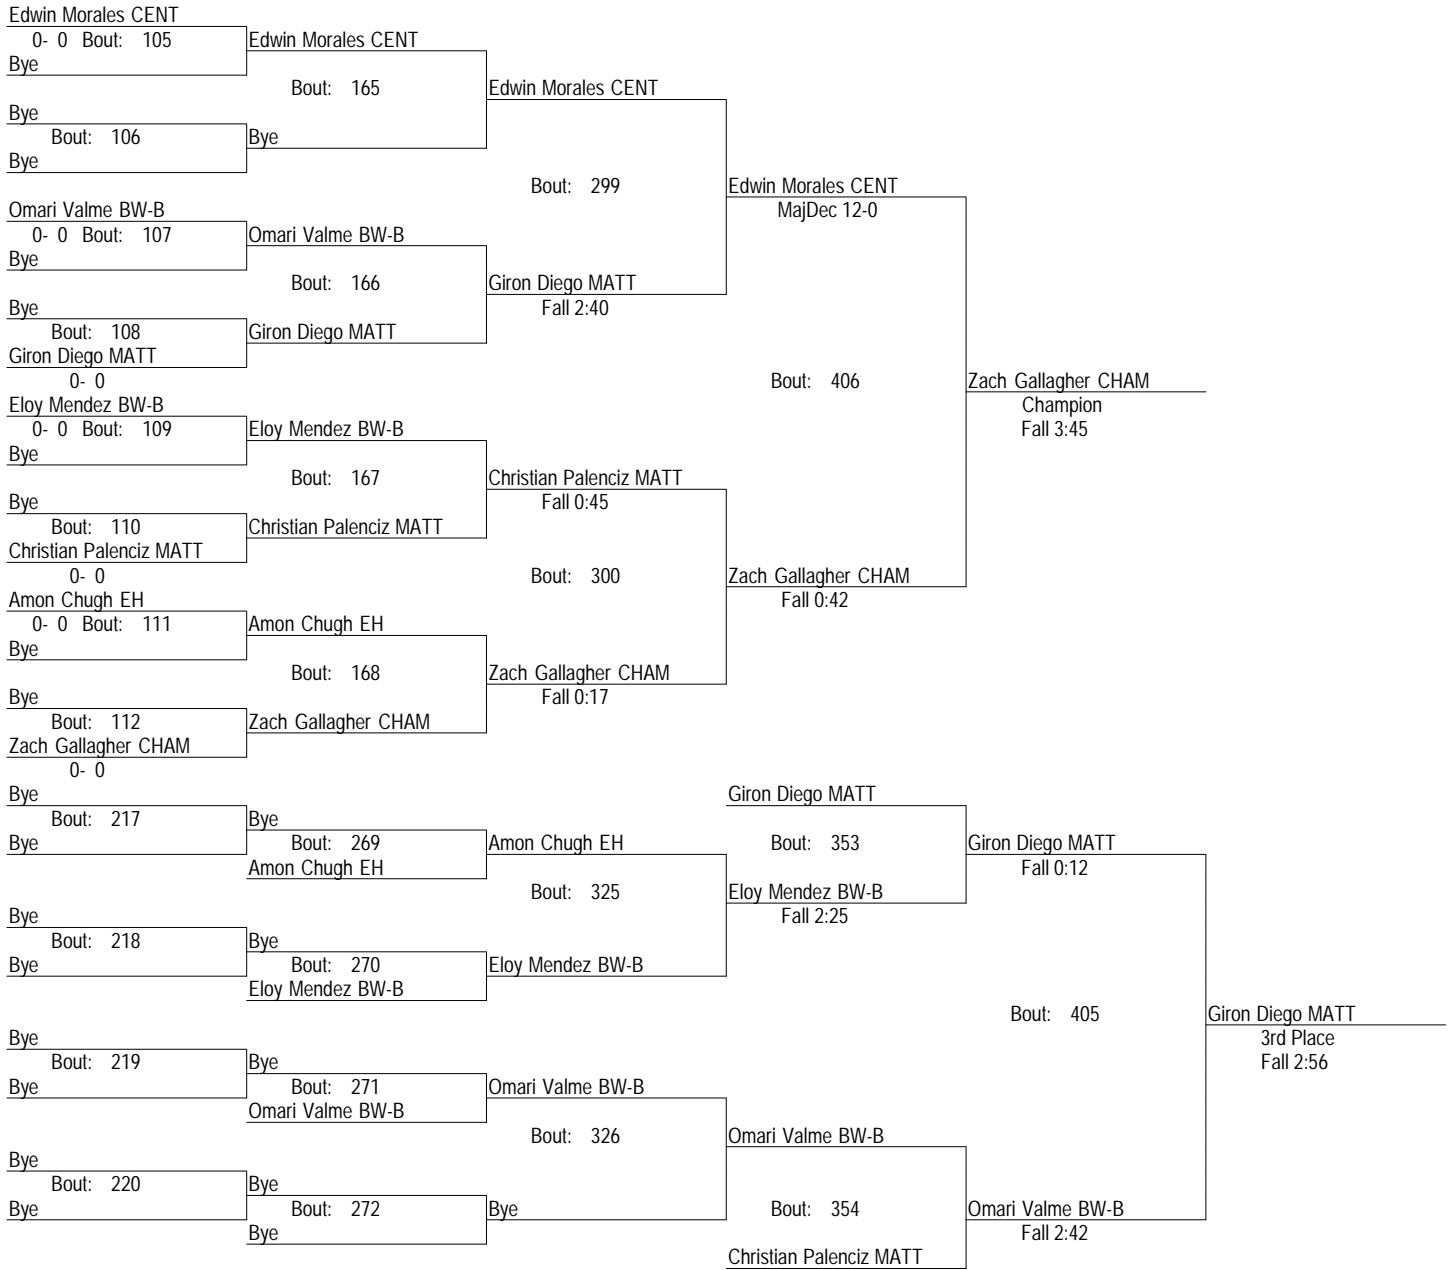 Edwin Morales CENT
0- 0 Bout: 105
Bye
Edwin Morales CENT
Bout: 165
Bye
Bout: 106
Bye
Bye
Edwin Morales CENT
Bout: 299
Omari Valme BW-B
0- 0 Bout: 107
Bye
Omari Valme BW-B
Bout: 166
Bye
Bout: 108
Giron Diego MATT
0- 0
Giron Diego MATT
Giron Diego MATT
Fall 2:40
Edwin Morales CENT
MajDec 12-0
Bout: 406
Eloy Mendez BW-B
0- 0 Bout: 109
Bye
Eloy Mendez BW-B
Bout: 167
Bye
Bout: 110
Christian Palenciz MATT
0- 0
Christian Palenciz MATT
Christian Palenciz MATT
Fall 0:45
Bout: 300
Amon Chugh EH
0- 0 Bout: 111
Bye
Amon Chugh EH
Bout: 168
Bye
Bout: 112
Zach Gallagher CHAM
0- 0
Zach Gallagher CHAM
Zach Gallagher CHAM
Fall 0:17
Zach Gallagher CHAM
Fall 0:42
Zach Gallagher CHAM
Champion
Fall 3:45
Bye
Bout: 217
Bye
Bye
Bout: 269
Amon Chugh EH
Amon Chugh EH
Bout: 325
Bye
Bout: 218
Bye
Bye
Bout: 270
Eloy Mendez BW-B
Eloy Mendez BW-B
Giron Diego MATT
Bout: 353
Eloy Mendez BW-B
Fall 2:25
Giron Diego MATT
Fall 0:12
Bout: 405
Bye
Bout: 219
Bye
Bye
Bout: 271
Omari Valme BW-B
Omari Valme BW-B
Bout: 326
Bye
Bout: 220
Bye
Bye
Bout: 272
Bye
Bye
Omari Valme BW-B
Bout: 354
Christian Palenciz MATT
Omari Valme BW-B
Fall 2:42
Giron Diego MATT
3rd Place
Fall 2:56